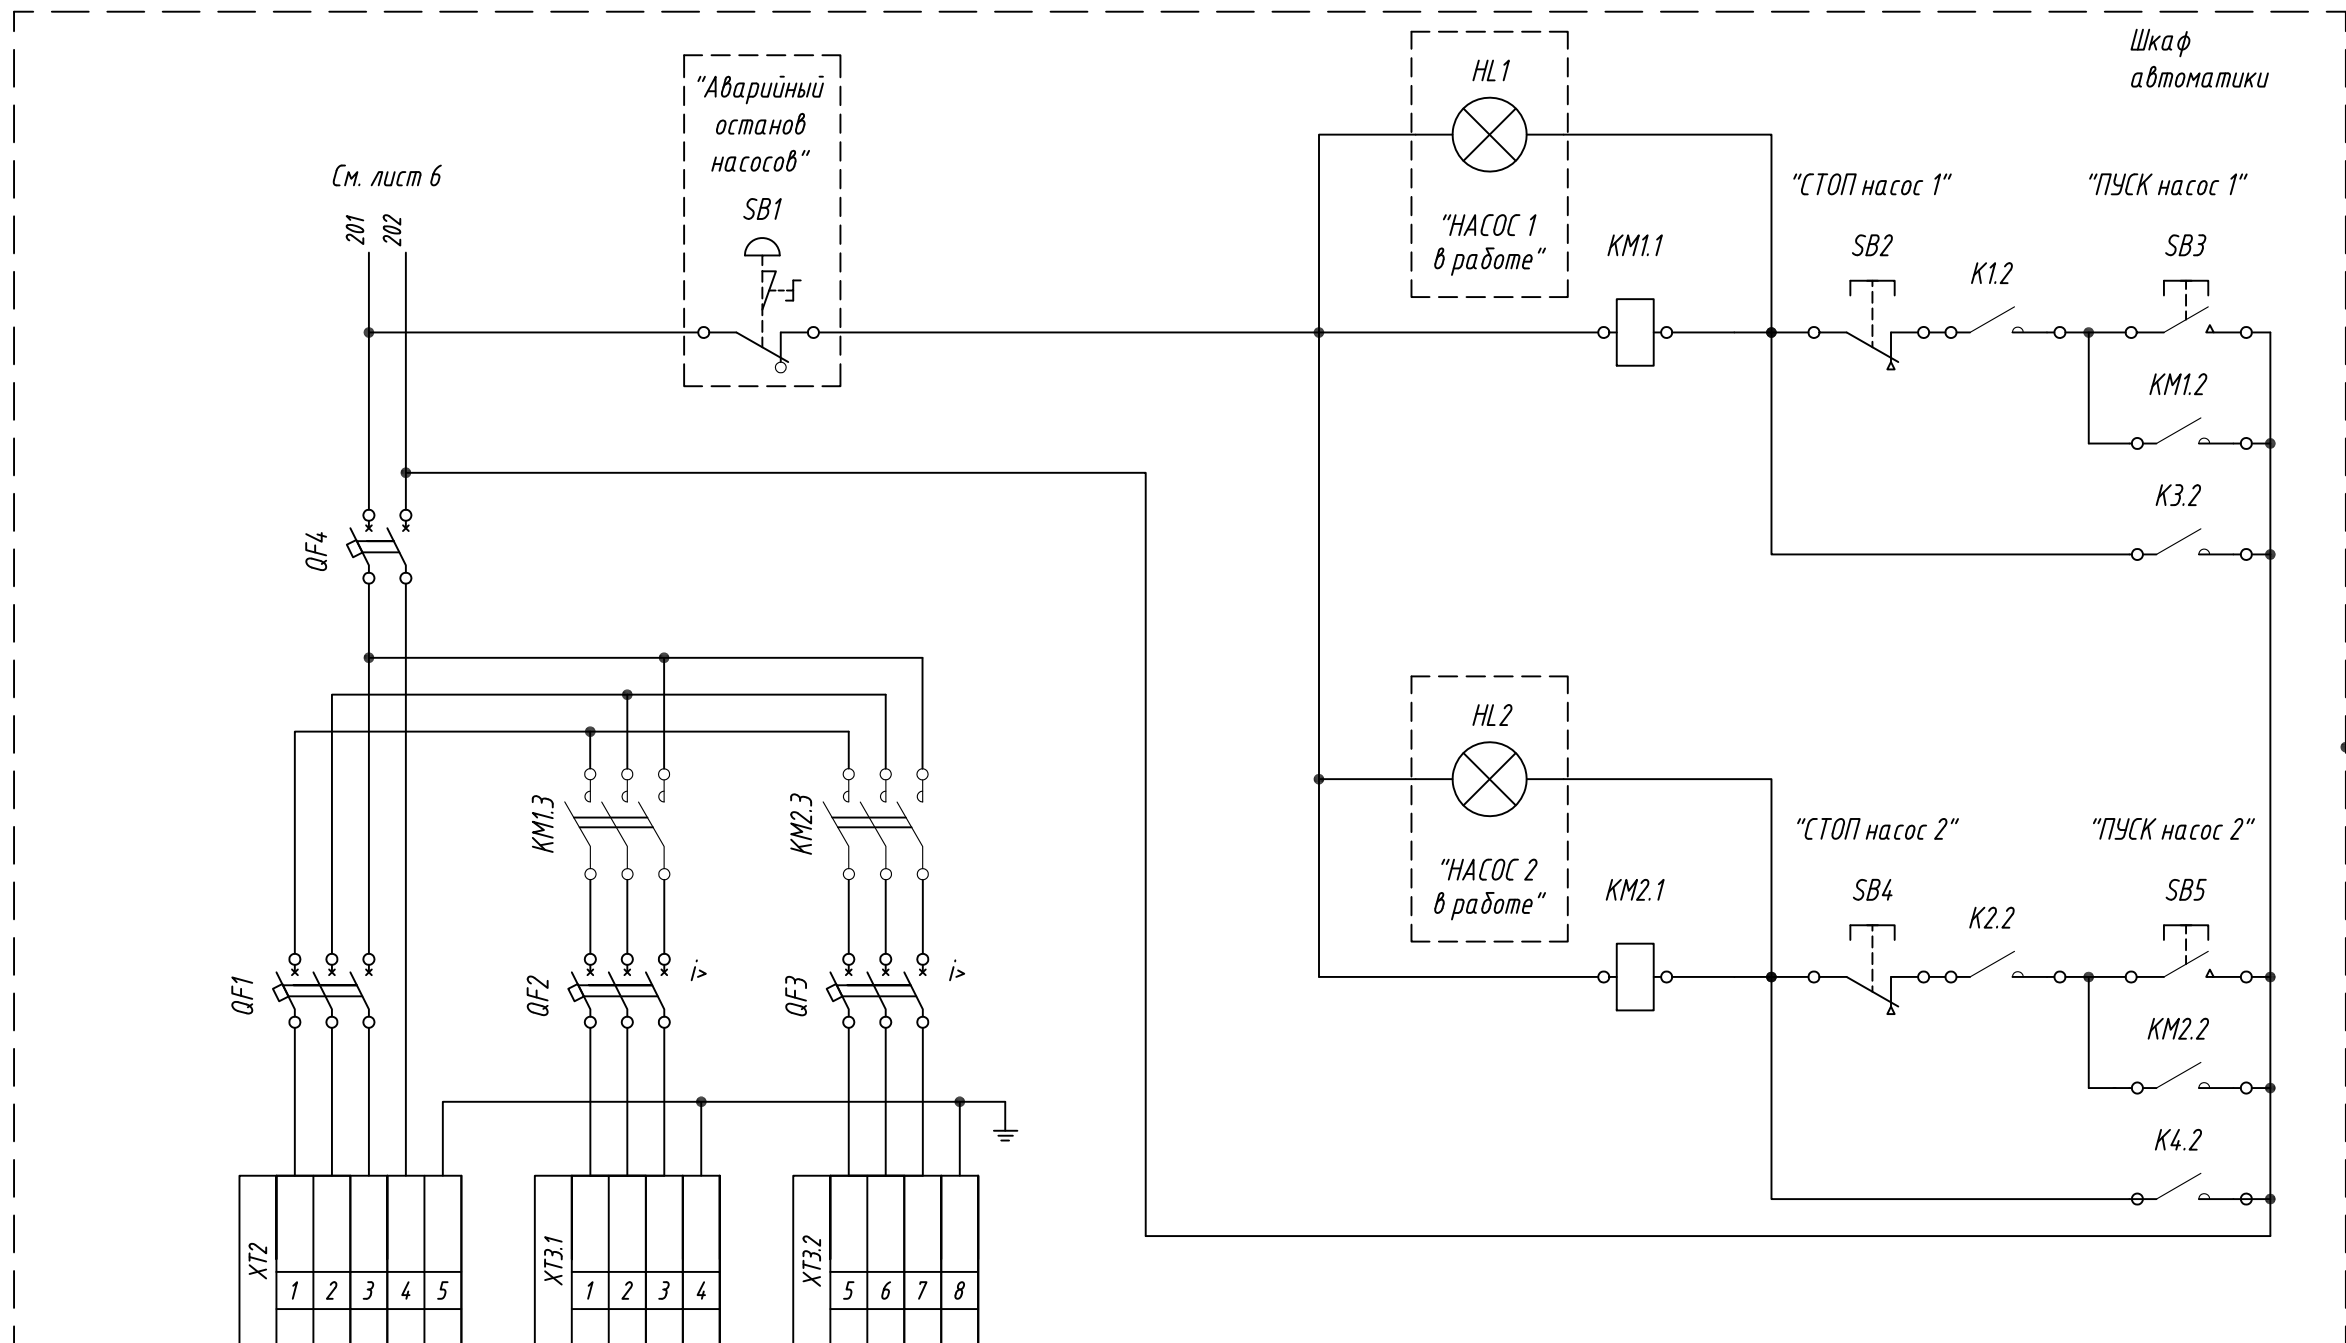 Шкаф
автоматики
"Аварийный
останов
насосов"
SB1
См. лист 6
201
202
HL1
"НАСОС 1
в работе"
KM1.1
"СТОП насос 1"
SB2
K1.2
"ПУСК насос 1"
SB3
KM1.2
K3.2
QF4
HL2
"НАСОС 2
в работе"
KM2.1
"СТОП насос 2"
SB4
K2.2
"ПУСК насос 2"
SB5
KM2.2
K4.2
KM1.3
KM2.3
QF1
QF2
i>
QF3
i>
XT2
1 2 3 4 5
XT3.1
1 2 3 4
XT3.2
5 6 7 8